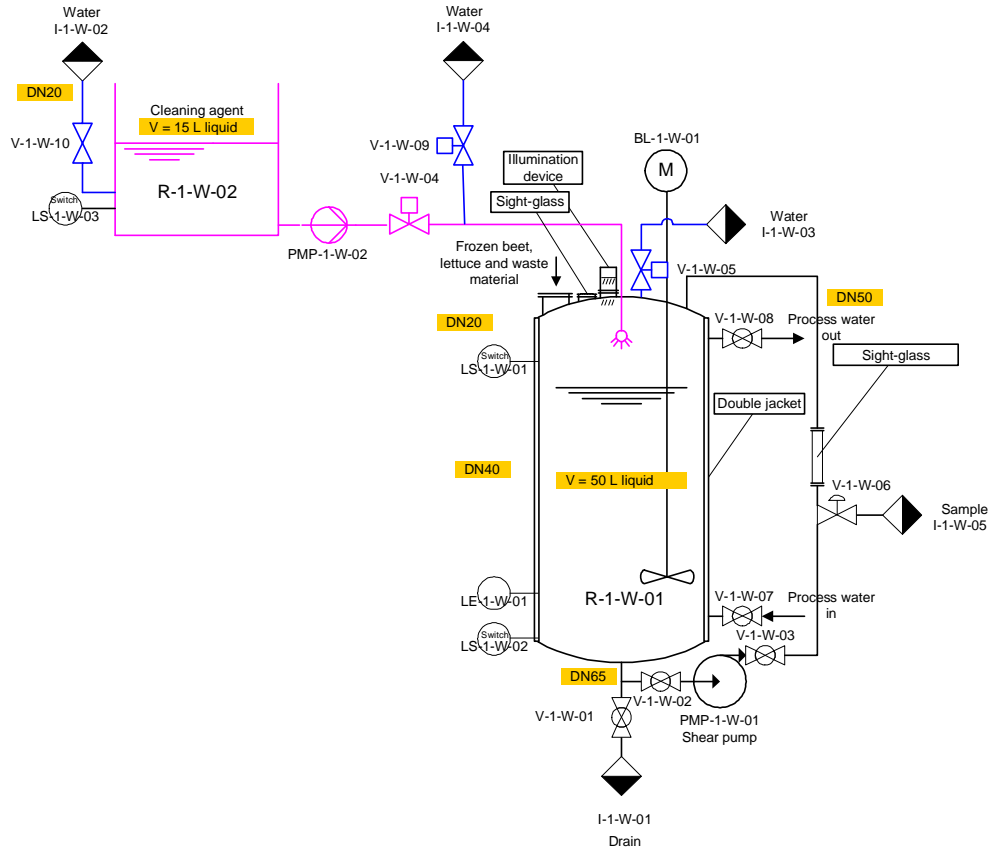 Water
I-1-W-02
Water
I-1-W-04
DN20
Cleaning agent
V = 15 L liquid
V-1-W-10
R-1-W-02
Switch
LS-1-W-03
V-1-W-09
V-1-W-04
PMP-1-W-02
Illumination
device
Sight-glass
BL-1-W-01
M
Water
I-1-W-03
Frozen beet,
lettuce and waste
material
V-1-W-05
DN50
DN20
V-1-W-08
Process water
out
Sight-glass
Switch
LS-1-W-01
Double jacket
DN40
V = 50 L liquid
V-1-W-06
Sample
I-1-W-05
LE-1-W-01
R-1-W-01
V-1-W-07
Process water
in
Switch
LS-1-W-02
V-1-W-03
DN65
V-1-W-02
V-1-W-01
PMP-1-W-01
Shear pump
I-1-W-01
Drain